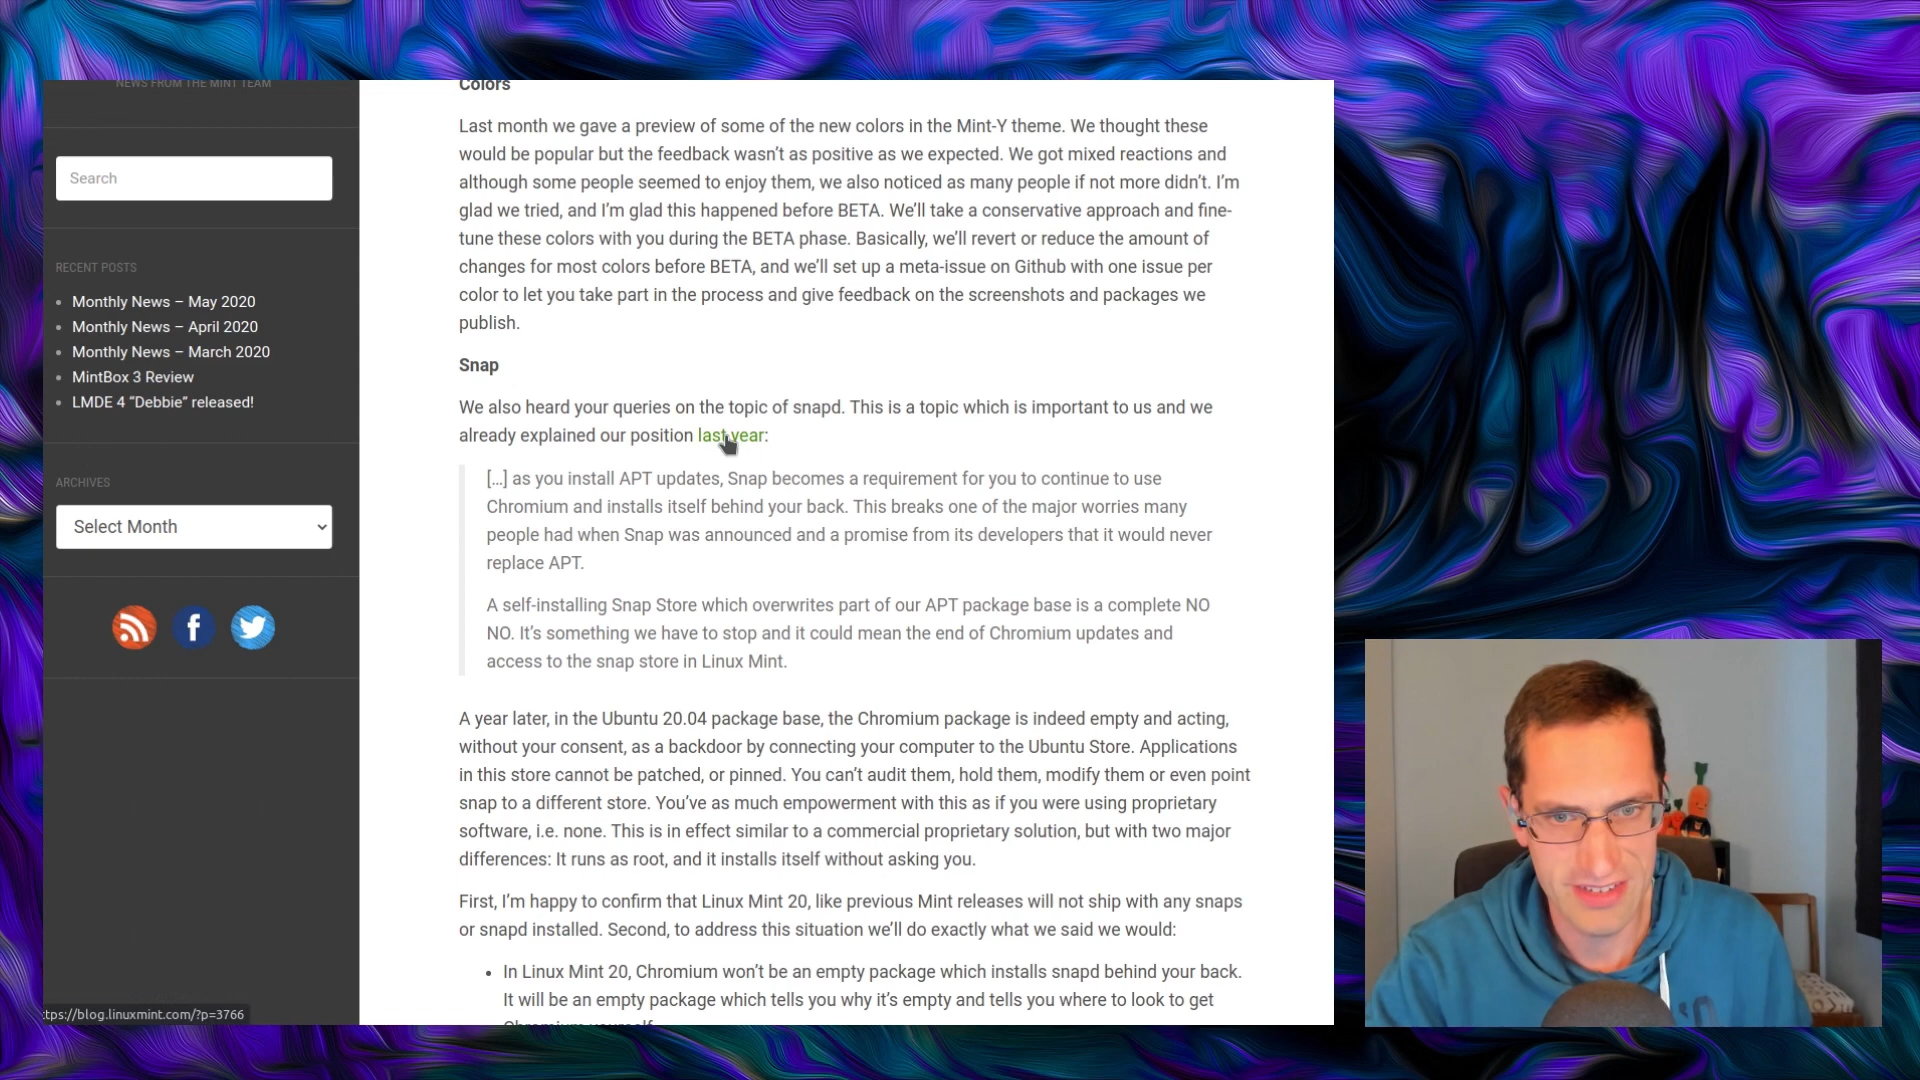 NEWS FROM THE MINT TEAM
Search
RECENT POSTS
Monthly News – May 2020
Monthly News – April 2020
Monthly News – March 2020
MintBox 3 Review
LMDE 4 “Debbie” released!
ARCHIVES
Select Month
Colors
Last month we gave a preview of some of the new colors in the Mint-Y theme. We thought these
would be popular but the feedback wasn’t as positive as we expected. We got mixed reactions and
although some people seemed to enjoy them, we also noticed as many people if not more didn’t. I’m
glad we tried, and I’m glad this happened before BETA. We’ll take a conservative approach and fine-
tune these colors with you during the BETA phase. Basically, we’ll revert or reduce the amount of
changes for most colors before BETA, and we’ll set up a meta-issue on Github with one issue per
color to let you take part in the process and give feedback on the screenshots and packages we
publish.
Snap
We also heard your queries on the topic of snapd. This is a topic which is important to us and we
already explained our position last year:
[…] as you install APT updates, Snap becomes a requirement for you to continue to use
Chromium and installs itself behind your back. This breaks one of the major worries many
people had when Snap was announced and a promise from its developers that it would never
replace APT.
A self-installing Snap Store which overwrites part of our APT package base is a complete NO
NO. It’s something we have to stop and it could mean the end of Chromium updates and
access to the snap store in Linux Mint.
A year later, in the Ubuntu 20.04 package base, the Chromium package is indeed empty and acting,
without your consent, as a backdoor by connecting your computer to the Ubuntu Store. Applications
in this store cannot be patched, or pinned. You can’t audit them, hold them, modify them or even point
snap to a different store. You’ve as much empowerment with this as if you were using proprietary
software, i.e. none. This is in effect similar to a commercial proprietary solution, but with two major
differences: It runs as root, and it installs itself without asking you.
First, I’m happy to confirm that Linux Mint 20, like previous Mint releases will not ship with any snaps
or snapd installed. Second, to address this situation we’ll do exactly what we said we would:
In Linux Mint 20, Chromium won’t be an empty package which installs snapd behind your back.
It will be an empty package which tells you why it’s empty and tells you where to look to get
Chromium yourself.
tps://blog.linuxmint.com/?p=3766